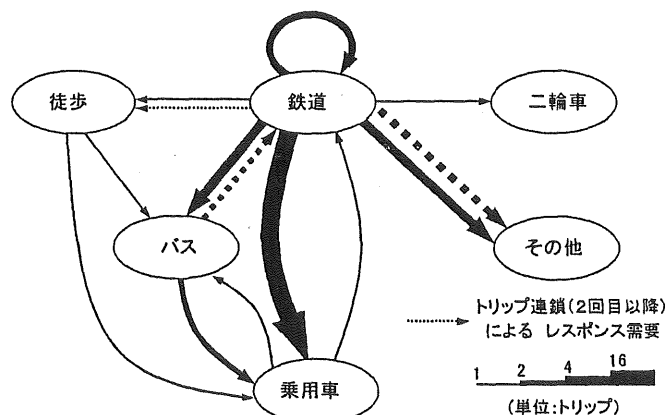 徒歩
鉄道
二輪車
バス
その他
乗用車
トリップ連鎖(2回目以降)
による レスポンス需要
1 2 4 16
(単位:トリップ)